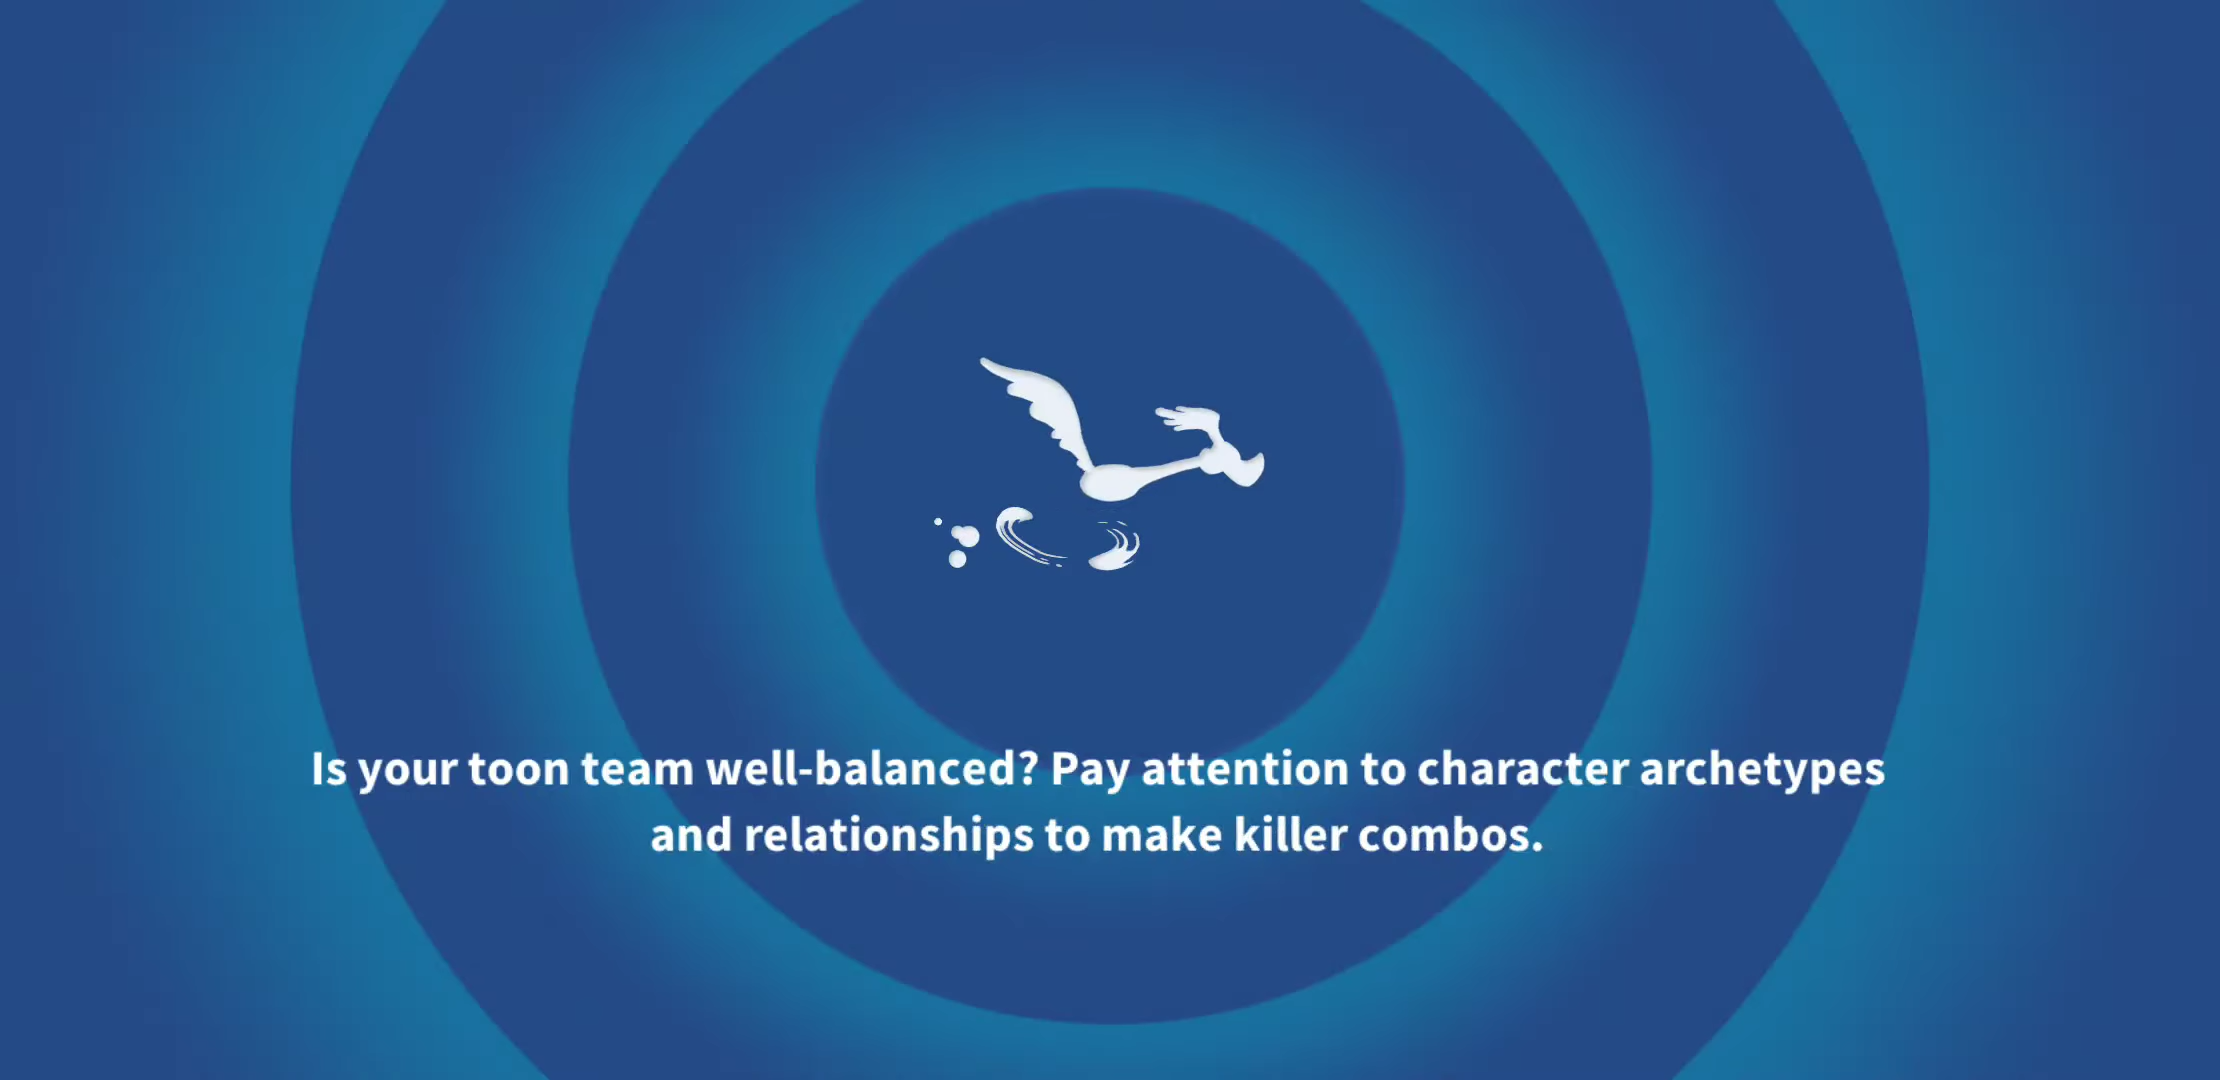 Is your toon team well-balanced? Pay attention to character archetypes
and relationships to make killer combos.